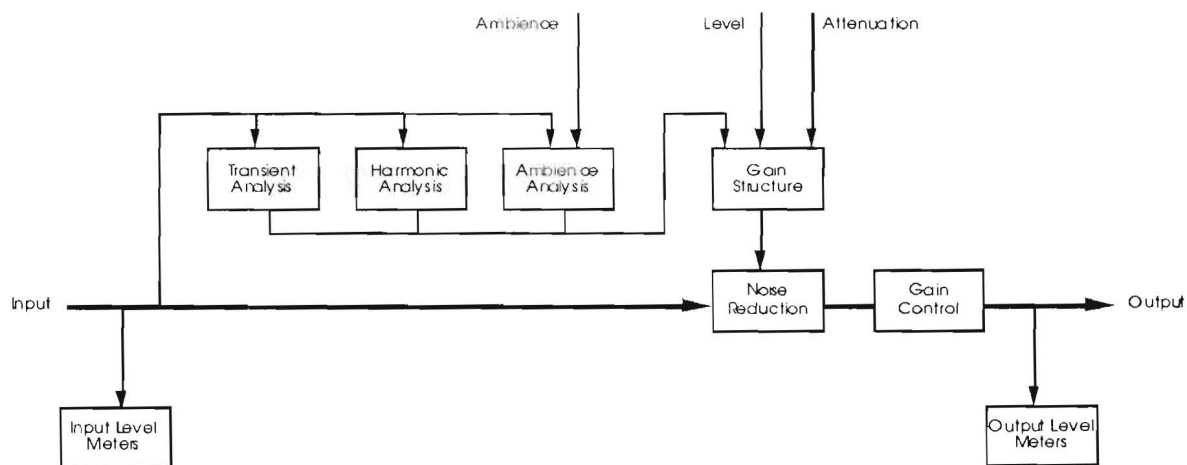 Ambience
Level
Attenuation
Transient
Analysis
Harmonic
Analysis
Ambience
Analysis
Gain
Structure
Input
Noise
Reduction
Gain
Control
Output
Input Level
Meters
Output Level
Meters